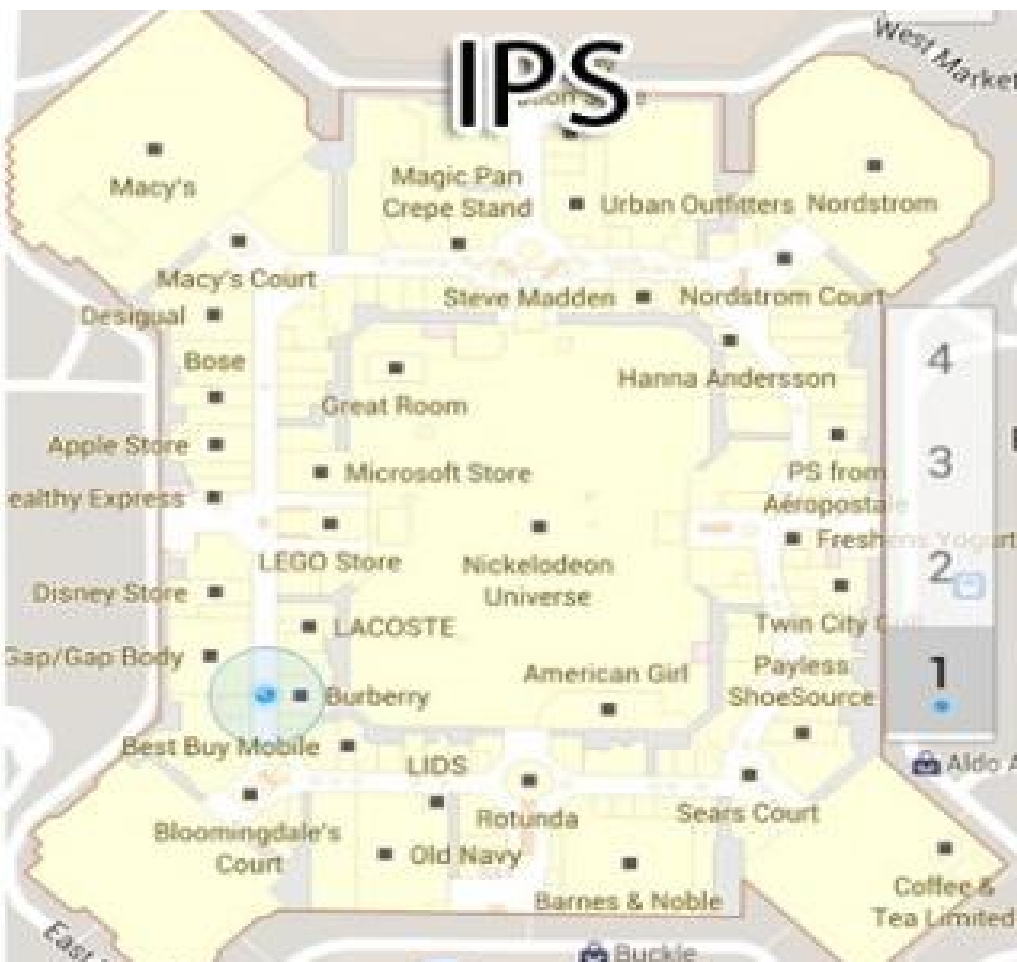 IPS
West Market
Macy's
Magic Pan
Crepe Stand
Urban Outfitters
Nordstrom
Macy's Court
Steve Madden
Nordstrom Court
Desigual
Bose
Hanna Andersson
4
Great Room
Apple Store
Microsoft Store
3
PS from
Aéropostale
ealthy Express
LEGO Store
Nickelodeon
Universe
Freshens Yogurt
2
Disney Store
LACOSTE
Twin City
Gap/Gap Body
American Girl
Payless
ShoeSource
1
Burberry
Best Buy Mobile
LIDS
Aldo A
Rotunda
Sears Court
Bloomingdale's
Court
Old Navy
Barnes & Noble
Coffee &
Tea Limited
East
Buckle